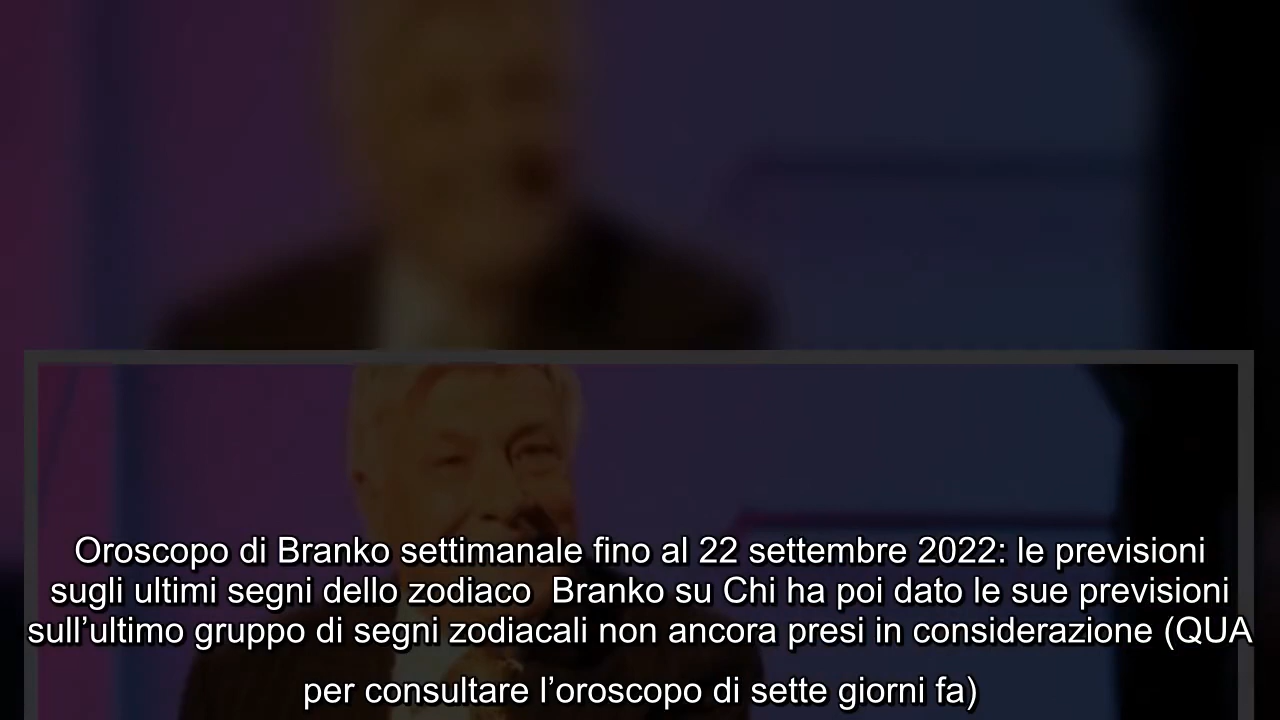 Oroscopo di Branko settimanale fino al 22 settembre 2022: le previsioni
sugli ultimi segni dello zodiaco  Branko su Chi ha poi dato le sue previsioni
sull’ultimo gruppo di segni zodiacali non ancora presi in considerazione (QUA
per consultare l’oroscopo di sette giorni fa)